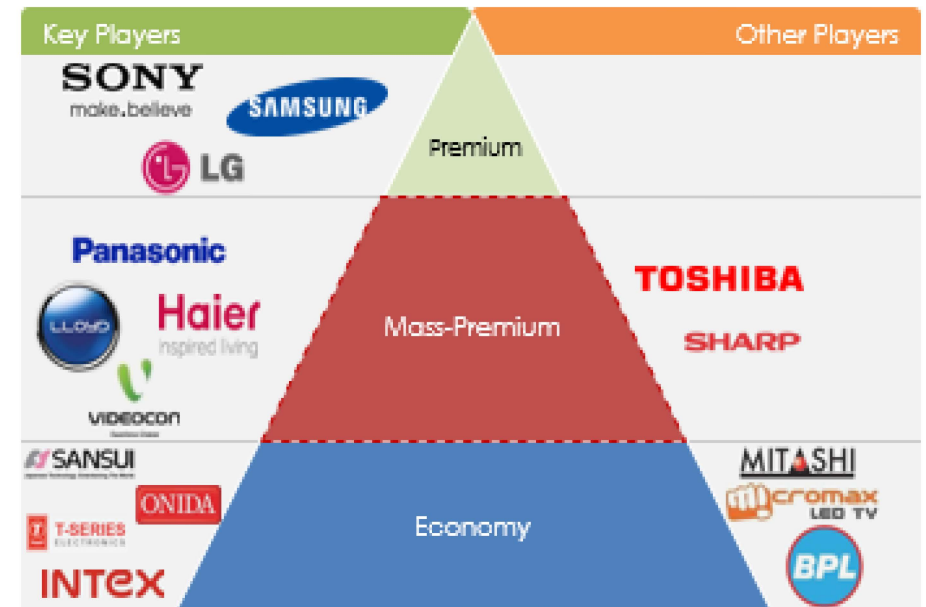 Key Players
Other Players
SONY
make.believe
SAMSUNG
LG
Premium
Panasonic
LLOYD
Haier
inspired living
VIDEOCON
Mass-Premium
TOSHIBA
SHARP
SANSUI
ONIDA
T-SERIES
ELECTRONICS
INTEX
Economy
MITASHI
micromax
LED TV
BPL